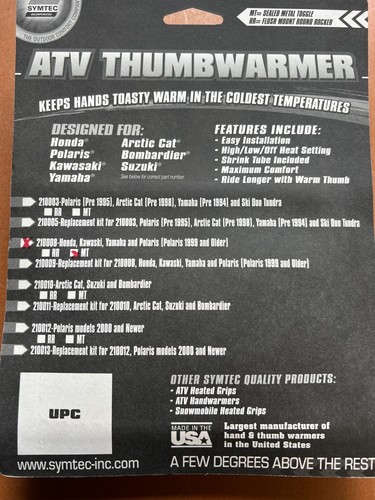 SYMTEC
INCORPORATED
THE OUTDOOR COMFORT COMPANY
MT= SEALED METAL TOGGLE
RR= FLUSH MOUNT ROUND ROCKER
ATV THUMBWARMER
KEEPS HANDS TOASTY WARM IN THE COLDEST TEMPERATURES
DESIGNED FOR:
Honda® Arctic Cat®
Polaris® Bombardier®
Kawasaki® Suzuki®
Yamaha® See below for correct part number
FEATURES INCLUDE:
- Easy Installation
- High/Low/Off Heat Setting
- Shrink Tube Included
- Maximum Comfort
- Ride Longer with Warm Thumb
210003-Polaris (Pre 1995), Arctic Cat (Pre 1998), Yamaha (Pre 1994) and Ski Doo Tundra
RR MT
210005-Replacement kit for 210003, Polaris (Pre 1995), Arctic Cat (Pre 1998), Yamaha (Pre 1994) and Ski Doo Tundra
X 210008-Honda, Kawaski, Yamaha and Polaris (Polaris 1999 and Older)
RR MT
210009-Replacement kit for 210008, Honda, Kawaski, Yamaha and Polaris (Polaris 1999 and Older)
210010-Arctic Cat, Suzuki and Bombardier
RR MT
210011-Replacement kit for 210010, Arctic Cat, Suzuki and Bombardier
210012-Polaris models 2000 and Newer
RR MT
210013-Replacement kit for 210012, Polaris models 2000 and Newer
UPC
OTHER SYMTEC QUALITY PRODUCTS:
- ATV Heated Grips
- ATV Handwarmers
- Snowmobile Heated Grips
MADE IN THE
USA
Largest manufacturer of
hand & thumb warmers
in the United States
www.symtec-inc.com
A FEW DEGREES ABOVE THE REST